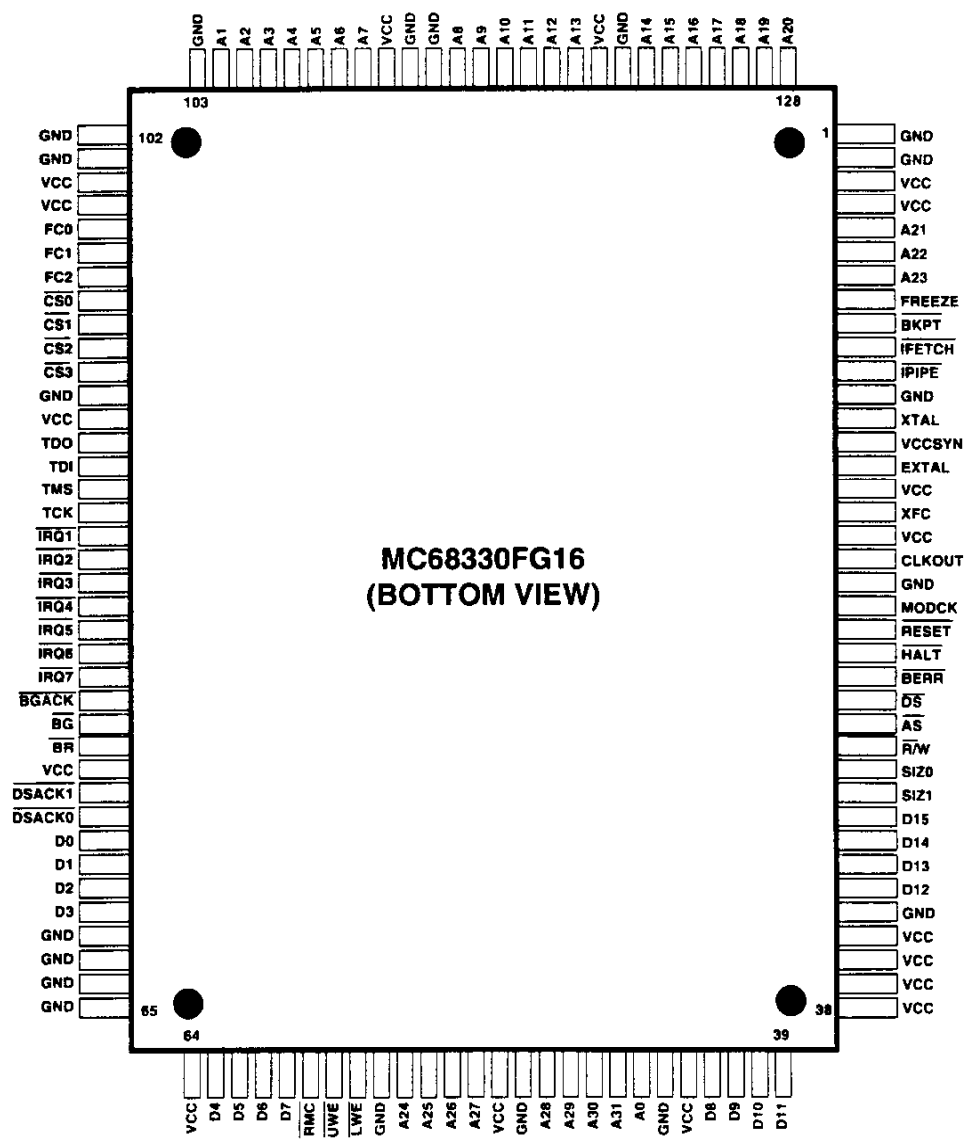 GND A1 A2 A3 A4 A5 A6 A7 VCC GND GND A8 A9 A10 A11 A12 A13 VCC GND A14 A15 A16 A17 A18 A19 A20
103 128
102 1
GND GND
GND GND
VCC VCC
VCC VCC
FC0 A21
FC1 A22
FC2 A23
CS0 FREEZE
CS1 BKPT
CS2 IFETCH
CS3 IPIPE
GND GND
VCC XTAL
TDO VCCSYN
TDI EXTAL
TMS VCC
TCK XFC
IRQ1 VCC
IRQ2 CLKOUT
IRQ3 GND
IRQ4 MODCK
IRQ5 RESET
IRQ6 HALT
IRQ7 BERR
BGACK DS
BG AS
BR R/W
VCC SIZ0
DSACK1 SIZ1
DSACK0 D15
D0 D14
D1 D13
D2 D12
D3 GND
GND VCC
GND VCC
GND VCC
GND VCC
MC68330FG16
(BOTTOM VIEW)
65 38
64 39
VCC D4 D5 D6 D7 RMC UWE LWE GND A24 A25 A26 A27 VCC GND A28 A29 A30 A31 A0 GND VCC D8 D9 D10 D11